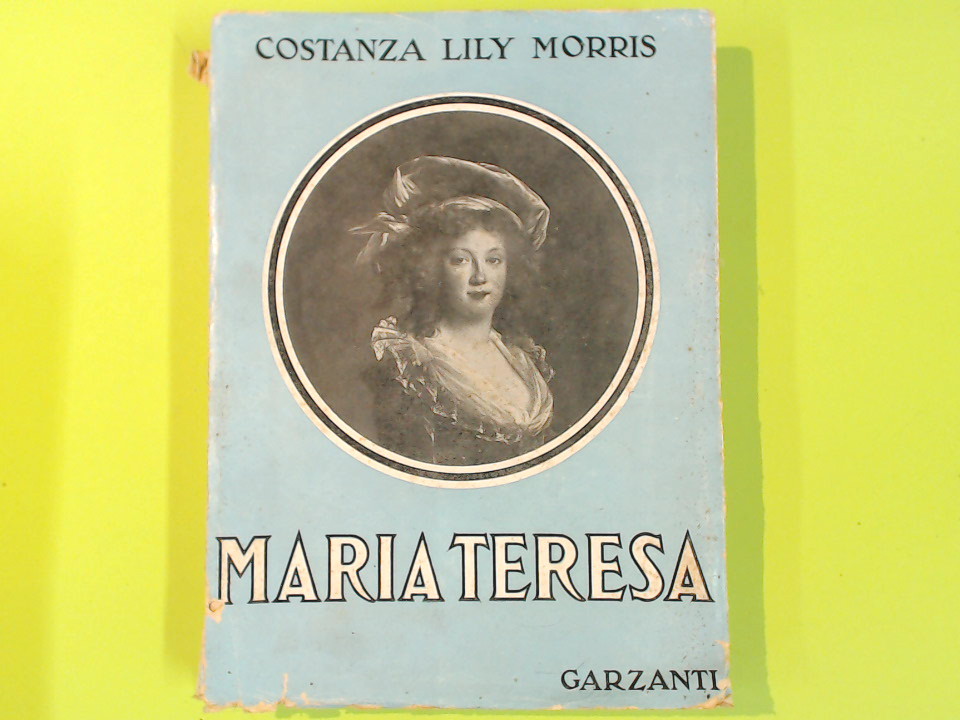 COSTANZA LILY MORRIS
MARIA TERESA
GARZANTI